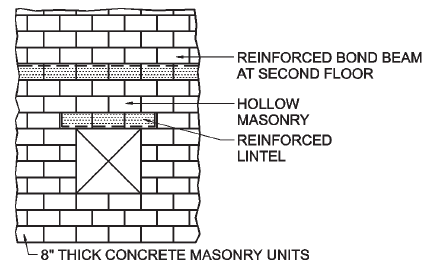 REINFORCED BOND BEAM
AT SECOND FLOOR
HOLLOW
MASONRY
REINFORCED
LINTEL
8" THICK CONCRETE MASONRY UNITS